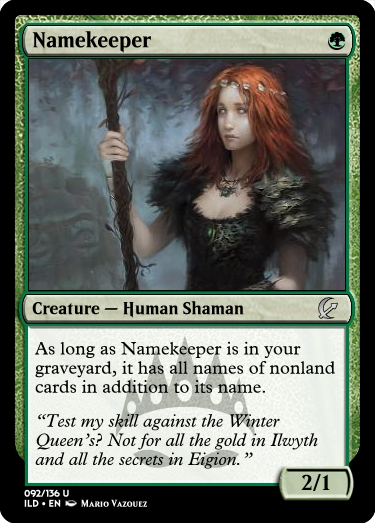 Namekeeper
Creature — Human Shaman
As long as Namekeeper is in your
graveyard, it has all names of nonland
cards in addition to its name.
“Test my skill against the Winter
Queen’s? Not for all the gold in Ilwyth
and all the secrets in Eigion.”
2/1
092/136 U
ILD • EN Mario Vazouez